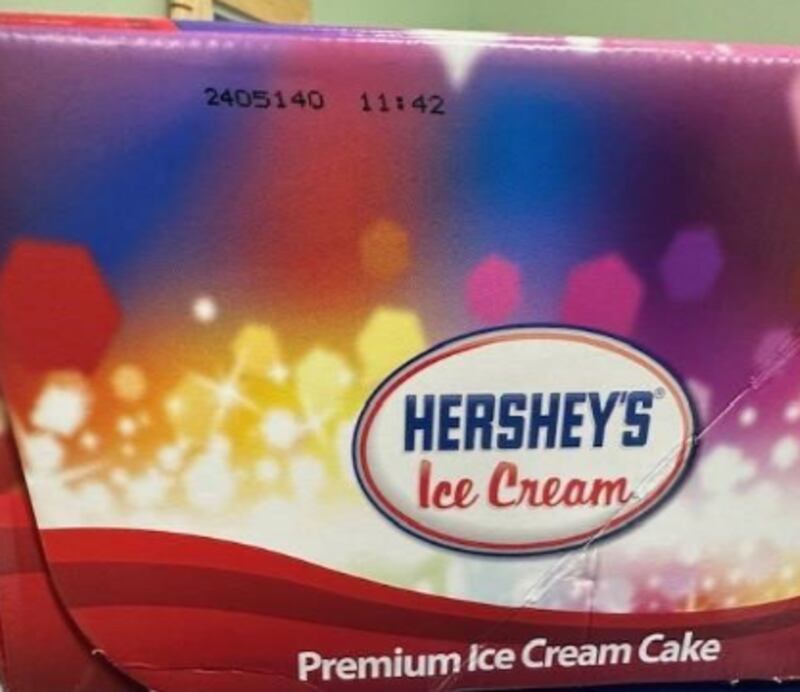 2405140 11:42
HERSHEY'S®
Ice Cream
Premium Ice Cream Cake